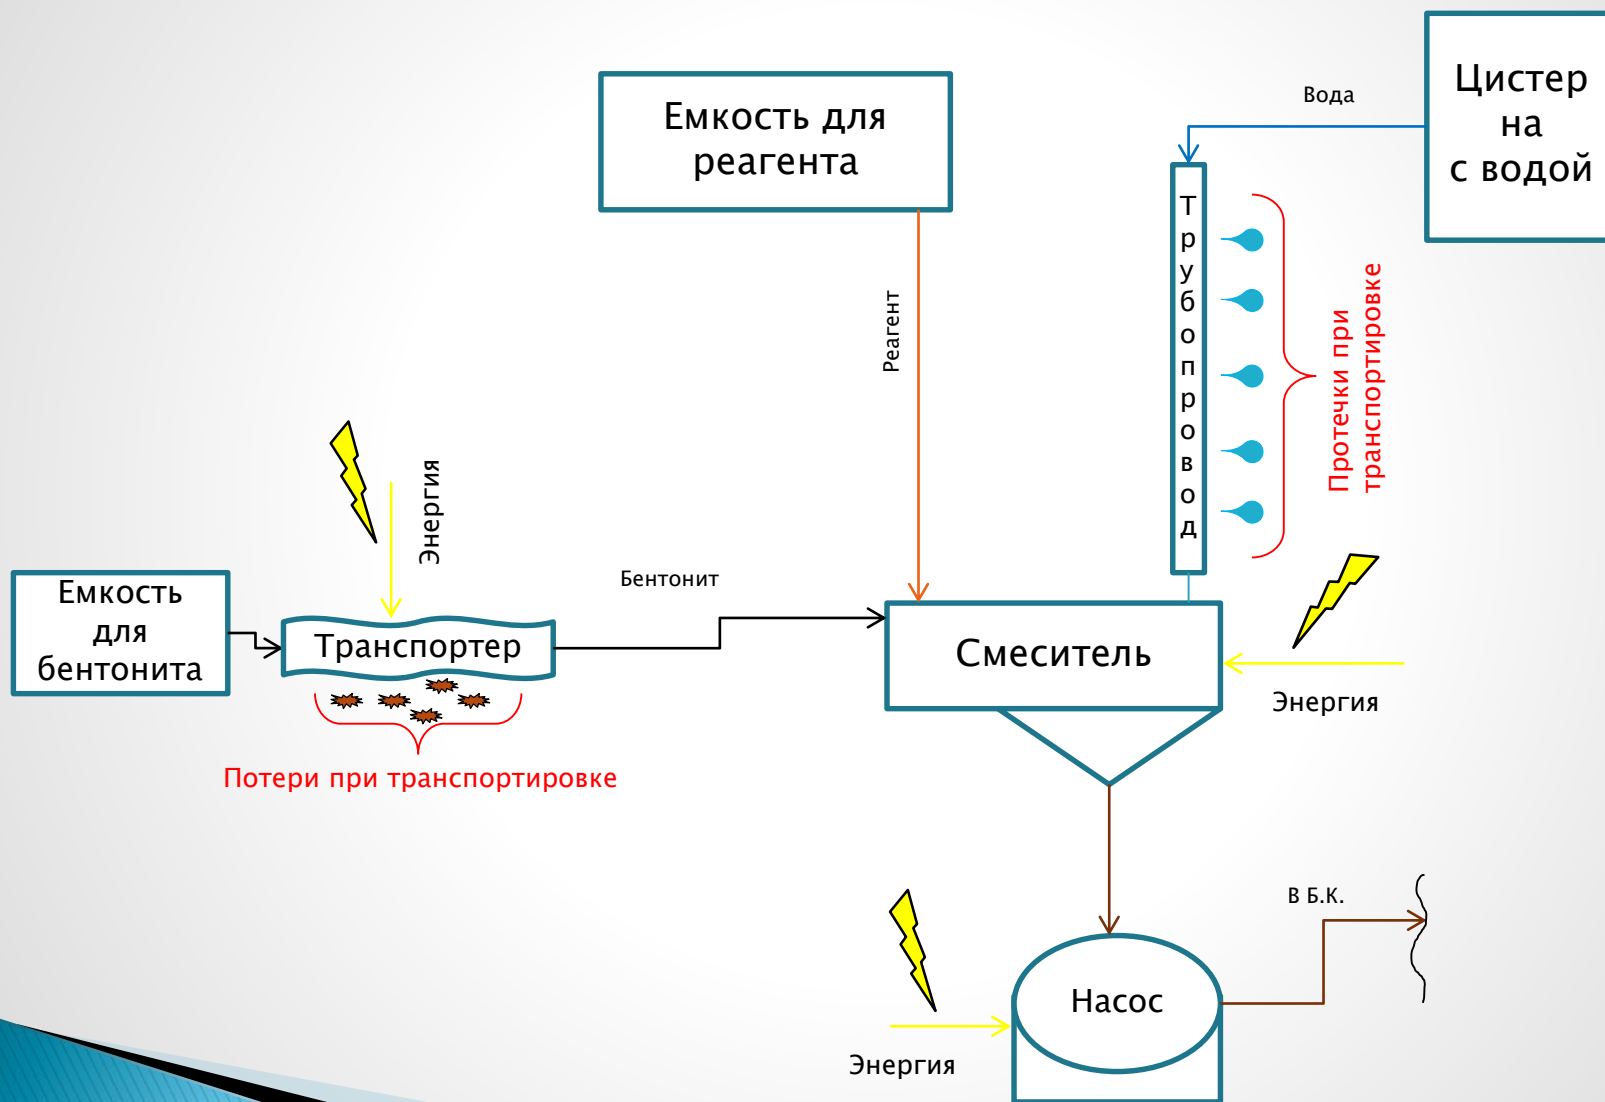 Емкость для
реагента
Вода
Цистер
на
с водой
Трубопровод
Протечки при
транспортировке
Реагент
Энергия
Емкость
для
бентонита
Транспортер
Бентонит
Смеситель
Энергия
Потери при транспортировке
В Б.К.
Насос
Энергия